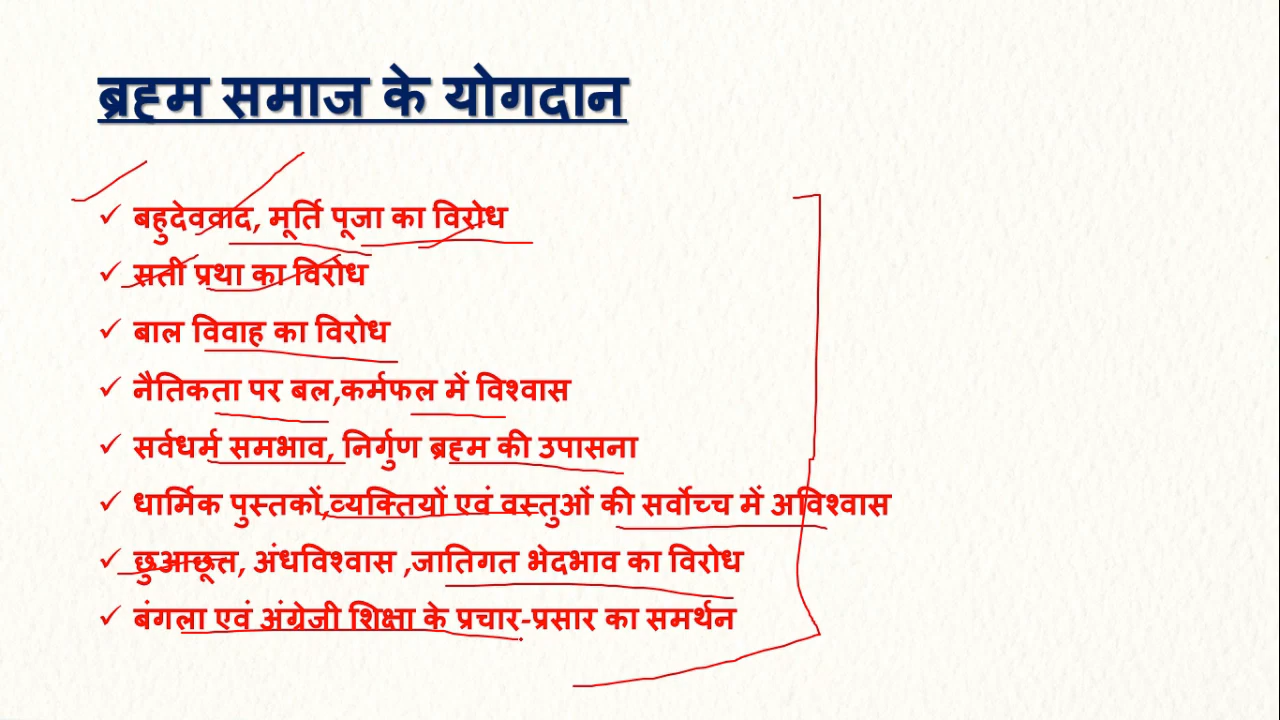 ब्रह्म समाज के योगदान
✓ बहुदेववाद, मूर्ति पूजा का विरोध
✓ सती प्रथा का विरोध
✓ बाल विवाह का विरोध
✓ नैतिकता पर बल,कर्मफल में विश्वास
✓ सर्वधर्म समभाव, निर्गुण ब्रह्म की उपासना
✓ धार्मिक पुस्तकों,व्यक्तियों एवं वस्तुओं की सर्वोच्च में अविश्वास
✓ छुआछूत, अंधविश्वास ,जातिगत भेदभाव का विरोध
✓ बंगला एवं अंग्रेजी शिक्षा के प्रचार-प्रसार का समर्थन